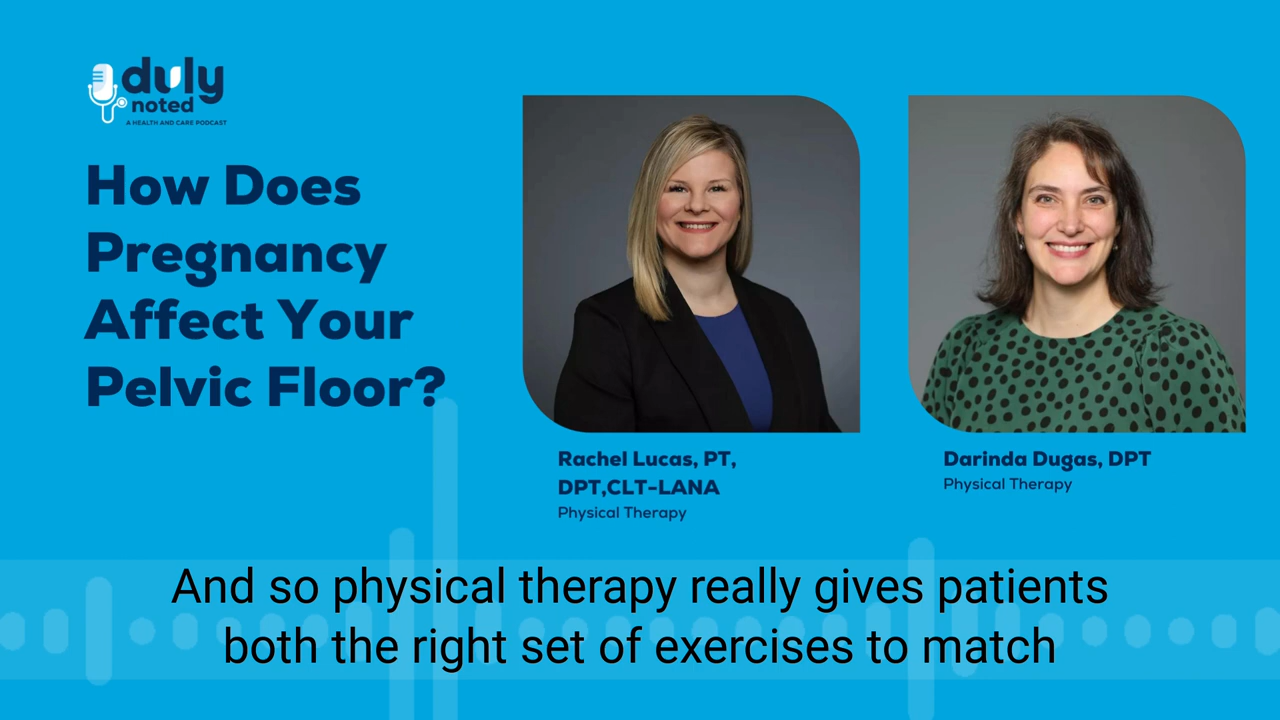 duly
noted
A HEALTH AND CARE PODCAST
How Does
Pregnancy
Affect Your
Pelvic Floor?
Rachel Lucas, PT,
DPT,CLT-LANA
Physical Therapy
Darinda Dugas, DPT
Physical Therapy
And so physical therapy really gives patients
both the right set of exercises to match